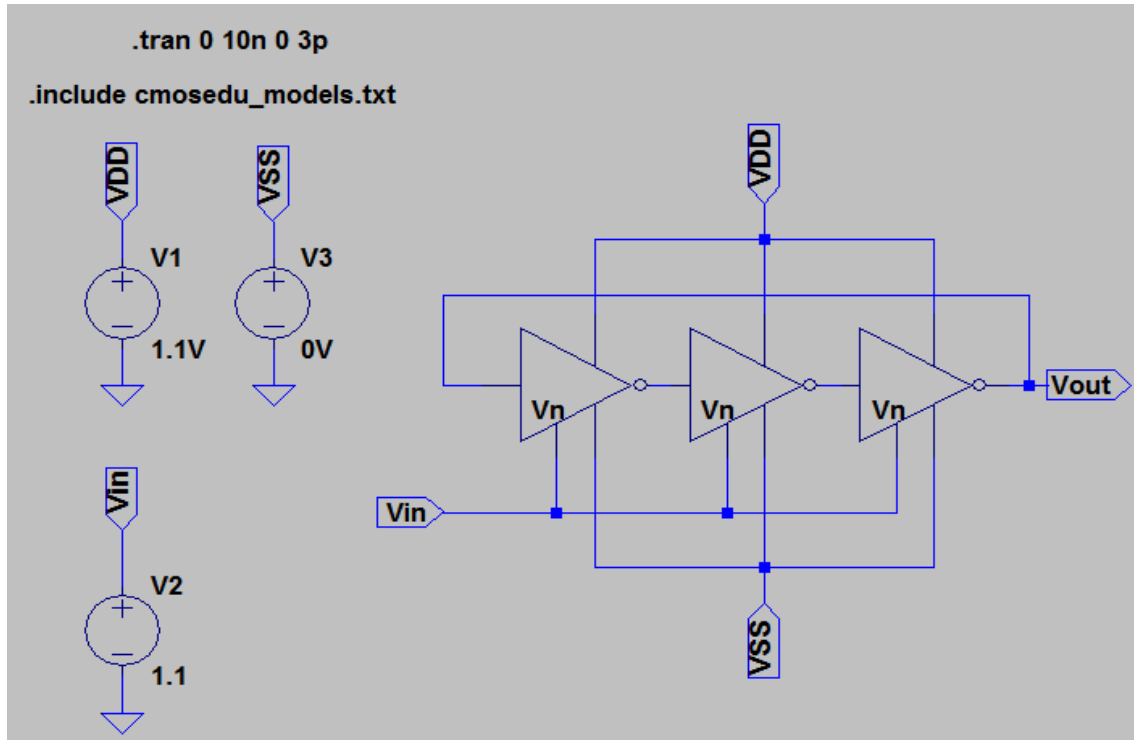 .tran 0 10n 0 3p
.include cmosedu_models.txt
VDD
VSS
VDD
V1
V3
1.1V
0V
Vn
Vn
Vn
Vout
Vin
Vin
V2
VSS
1.1